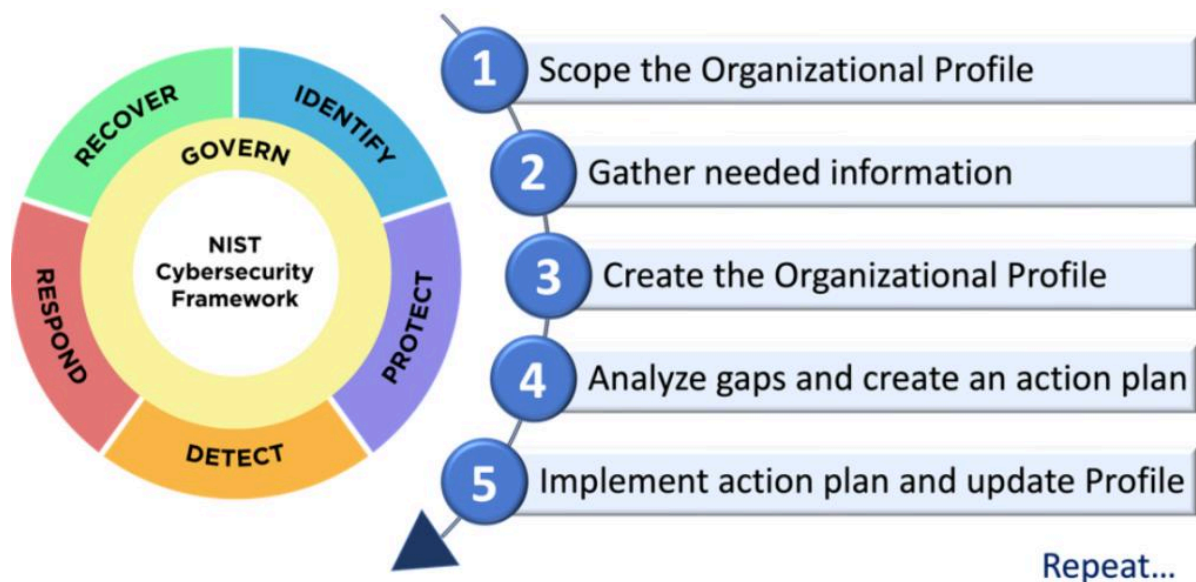 RECOVER
IDENTIFY
GOVERN
NIST
Cybersecurity
Framework
RESPOND
PROTECT
DETECT
1 Scope the Organizational Profile
2 Gather needed information
3 Create the Organizational Profile
4 Analyze gaps and create an action plan
5 Implement action plan and update Profile
Repeat...